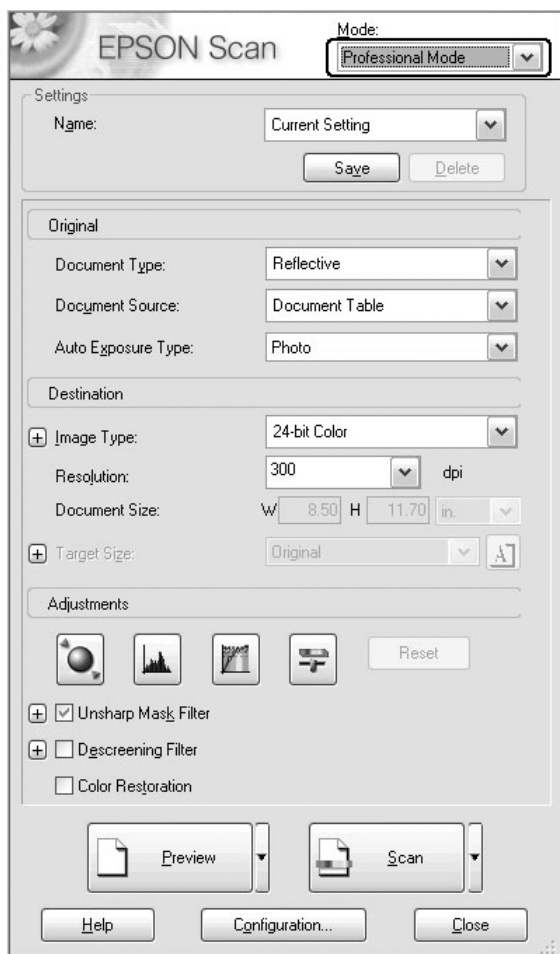 Mode:
EPSON Scan
Professional Mode
Settings
Name: Current Setting
Save Delete
Original
Document Type: Reflective
Document Source: Document Table
Auto Exposure Type: Photo
Destination
Image Type: 24-bit Color
Resolution: 300 dpi
Document Size: W 8.50 H 11.70 in.
Target Size: Original A
Adjustments
Reset
Unsharp Mask Filter
Descreening Filter
Color Restoration
Preview Scan
Help Configuration... Close